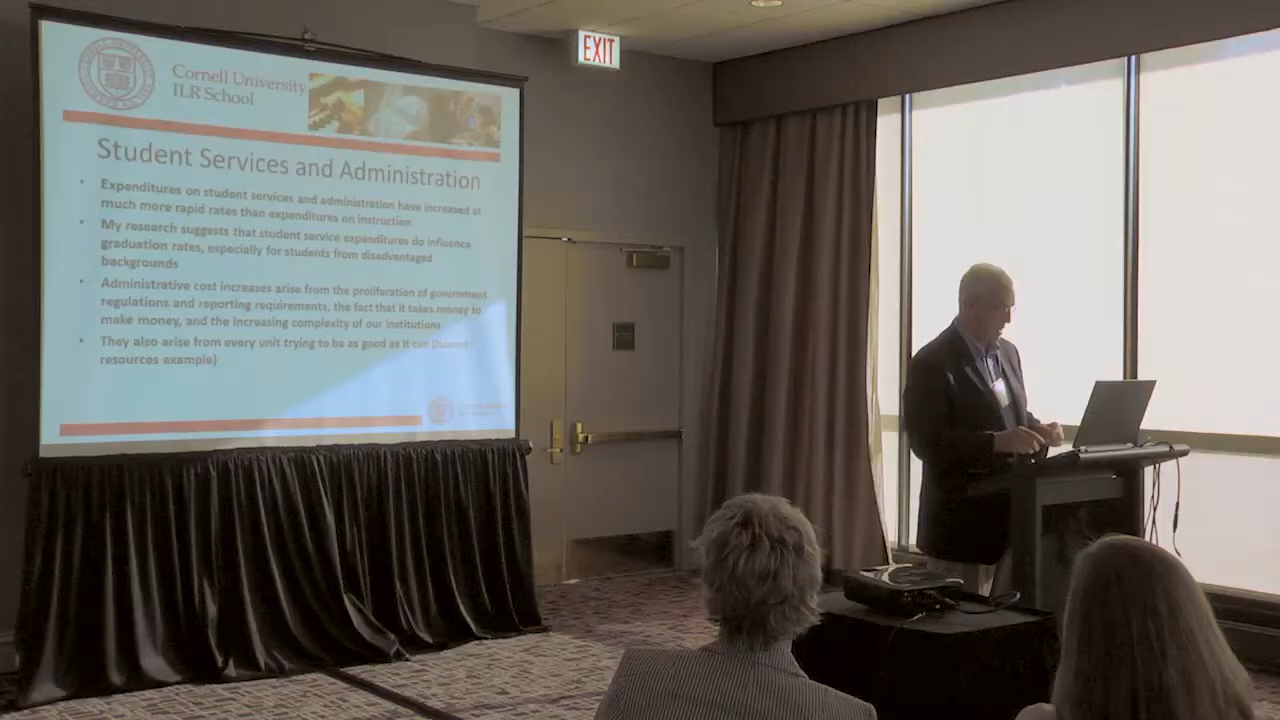 EXIT
Cornell University
ILR School
Student Services and Administration
• Expenditures on student services and administration have increased at
much more rapid rates than expenditures on instruction
• My research suggests that student service expenditures do influence
graduation rates, especially for students from disadvantaged
backgrounds
• Administrative cost increases arise from the proliferation of government
regulations and reporting requirements, the fact that it takes money to
make money, and the increasing complexity of our institutions
• They also arise from every unit trying to be as good as it can (human
resources example)